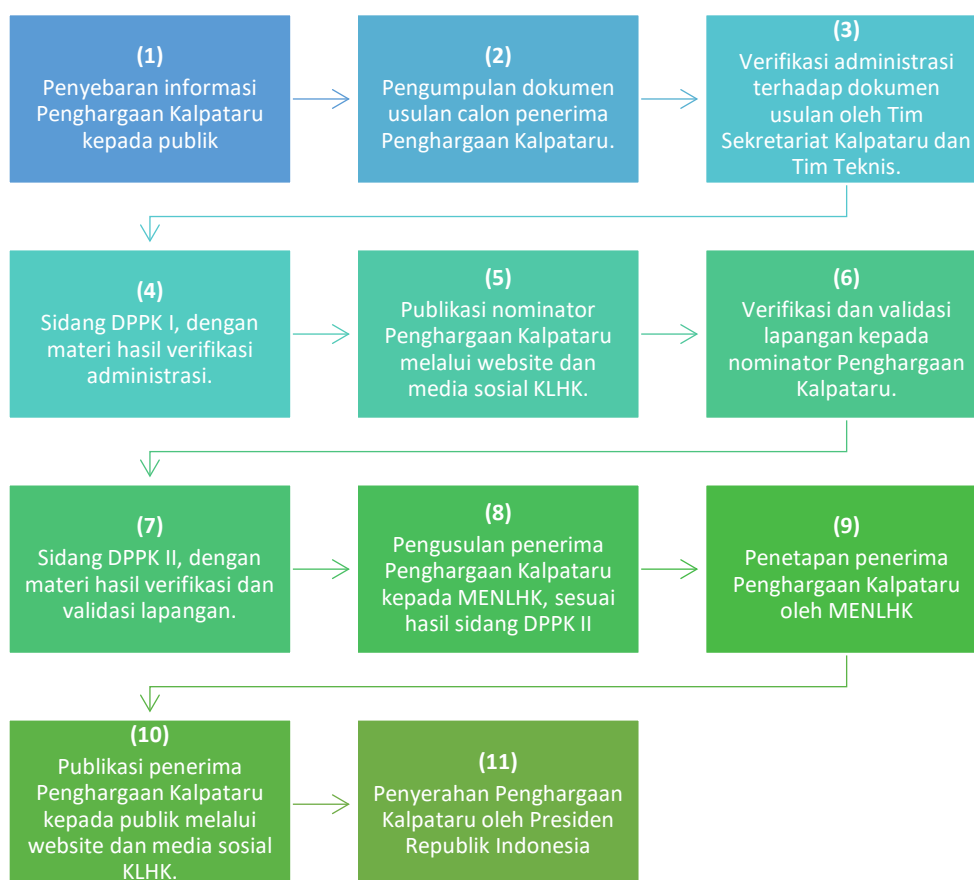 (1)
Penyebaran informasi
Penghargaan Kalpataru
kepada publik
(2)
Pengumpulan dokumen
usulan calon penerima
Penghargaan Kalpataru.
(3)
Verifikasi administrasi
terhadap dokumen
usulan oleh Tim
Sekretariat Kalpataru dan
Tim Teknis.
(4)
Sidang DPPK I, dengan
materi hasil verifikasi
administrasi.
(5)
Publikasi nominator
Penghargaan Kalpataru
melalui website dan
media sosial KLHK.
(6)
Verifikasi dan validasi
lapangan kepada
nominator Penghargaan
Kalpataru.
(7)
Sidang DPPK II, dengan
materi hasil verifikasi dan
validasi lapangan.
(8)
Pengusulan penerima
Penghargaan Kalpataru
kepada MENLHK, sesuai
hasil sidang DPPK II
(9)
Penetapan penerima
Penghargaan Kalpataru
oleh MENLHK
(10)
Publikasi penerima
Penghargaan Kalpataru
kepada publik melalui
website dan media sosial
KLHK.
(11)
Penyerahan Penghargaan
Kalpataru oleh Presiden
Republik Indonesia